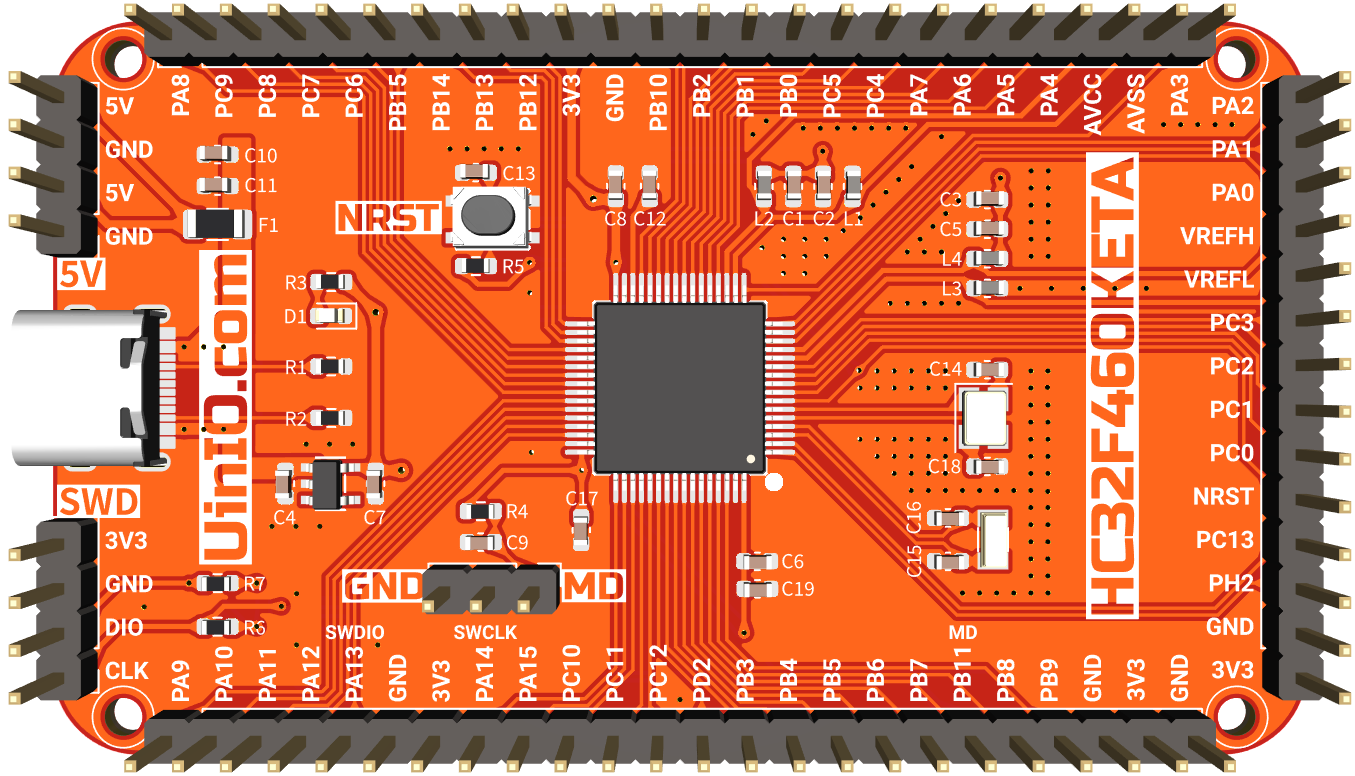 PA8
PC9
PC8
PC7
PC6
PB15
PB14
PB13
PB12
3V3
GND
PB10
PB2
PB1
PB0
PC5
PC4
PA7
PA6
PA5
PA4
AVCC
AVSS
PA3
5V
GND
5V
GND
5V
C10
C11
F1
NRST
C13
R5
C8
C12
L2
C1
C2
L1
C3
C5
L4
L3
PA2
PA1
PA0
VREFH
VREFL
PC3
PC2
PC1
PC0
NRST
PC13
PH2
GND
3V3
HC32F460KETA
UinIO.com
R3
D1
R1
R2
C4
C7
C14
C18
C16
C15
SWD
3V3
GND
DIO
CLK
R7
R6
R4
C9
C17
C6
C19
GND
MD
SWDIO
SWCLK
MD
PA9
PA10
PA11
PA12
PA13
GND
3V3
PA14
PA15
PC10
PC11
PC12
PD2
PB3
PB4
PB5
PB6
PB7
PB11
PB8
PB9
GND
3V3
GND